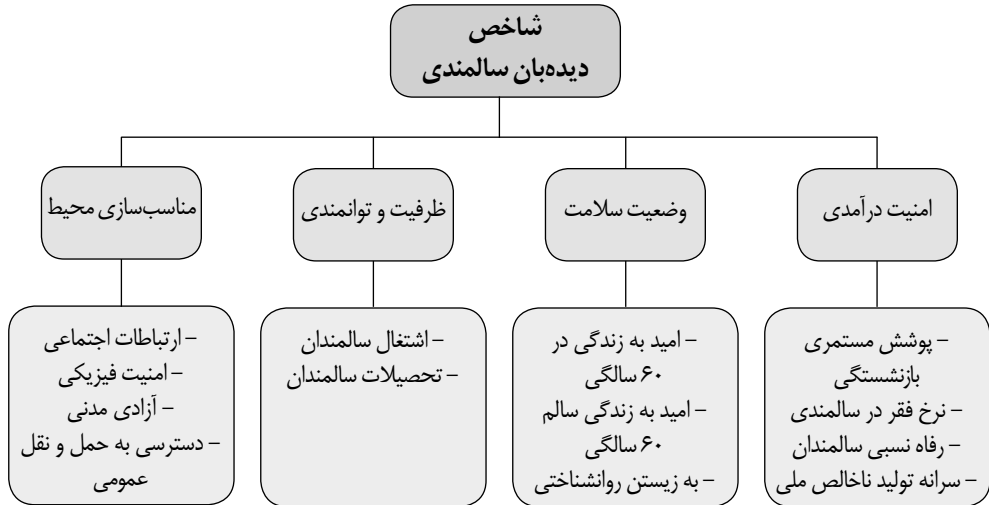 شاخص
دیده‌بان سالمندی
امنیت درآمدی
وضعیت سلامت
ظرفیت و توانمندی
مناسب‌سازی محیط
– پوشش مستمری
بازنشستگی
– نرخ فقر در سالمندی
– رفاه نسبی سالمندان
– سرانه تولید ناخالص ملی
– امید به زندگی در
۶۰ سالگی
– امید به زندگی سالم
۶۰ سالگی
– به زیستن روانشناختی
– اشتغال سالمندان
– تحصیلات سالمندان
– ارتباطات اجتماعی
– امنیت فیزیکی
– آزادی مدنی
– دسترسی به حمل و نقل
عمومی